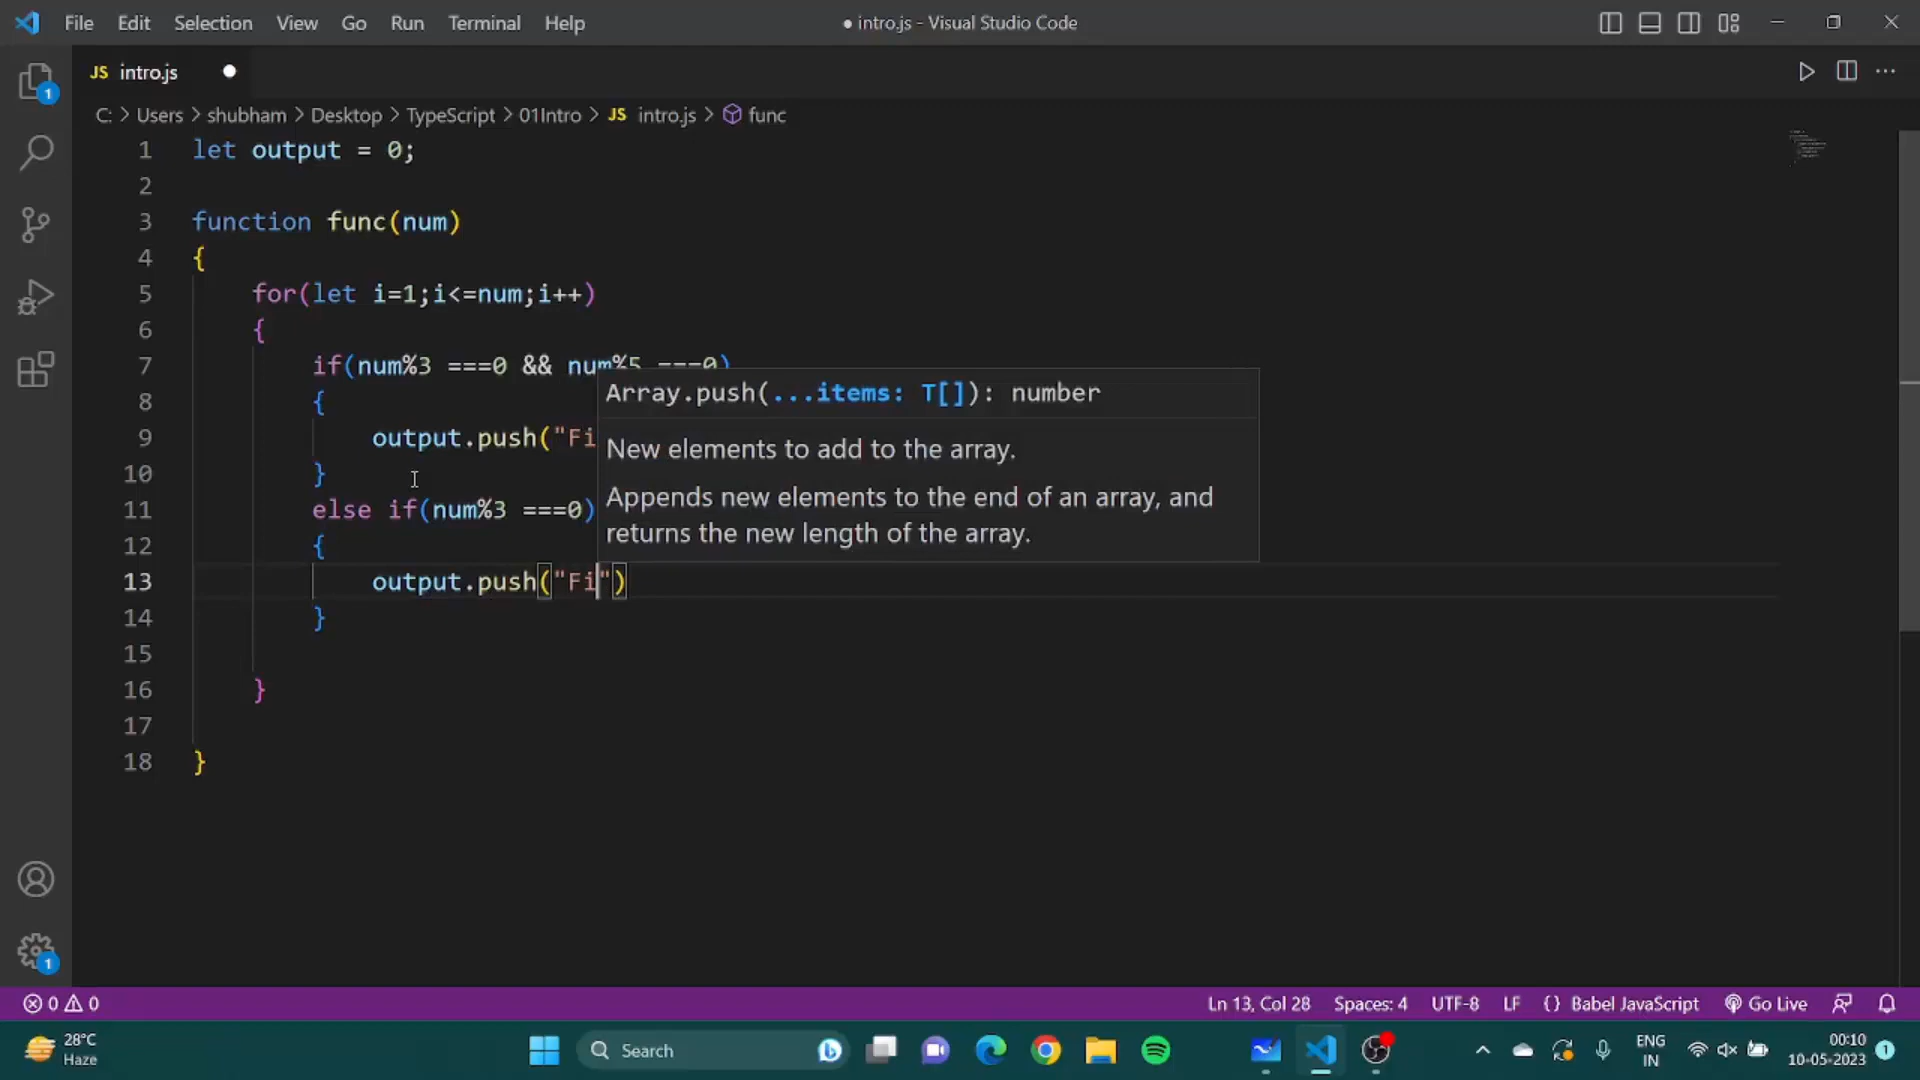 File Edit Selection View Go Run Terminal Help ● intro.js - Visual Studio Code
JS intro.js ●
C: > Users > shubham > Desktop > TypeScript > 01Intro > JS intro.js > func
1 let output = 0;
2
3 function func(num)
4 {
5 for(let i=1;i<=num;i++)
6 {
7 if(num%3 ===0 && num%5 ===0)
8 {
9 output.push("Fi
10 }
11 else if(num%3 ===0)
12 {
13 output.push("Fi")
14 }
15
16 }
17
18 }
Array.push(...items: T[]): number
New elements to add to the array.
Appends new elements to the end of an array, and
returns the new length of the array.
1
1
0 0 Ln 13, Col 28 Spaces: 4 UTF-8 LF {} Babel JavaScript Go Live
28°C
Haze
Search
ENG
IN
00:10
10-05-2023
1